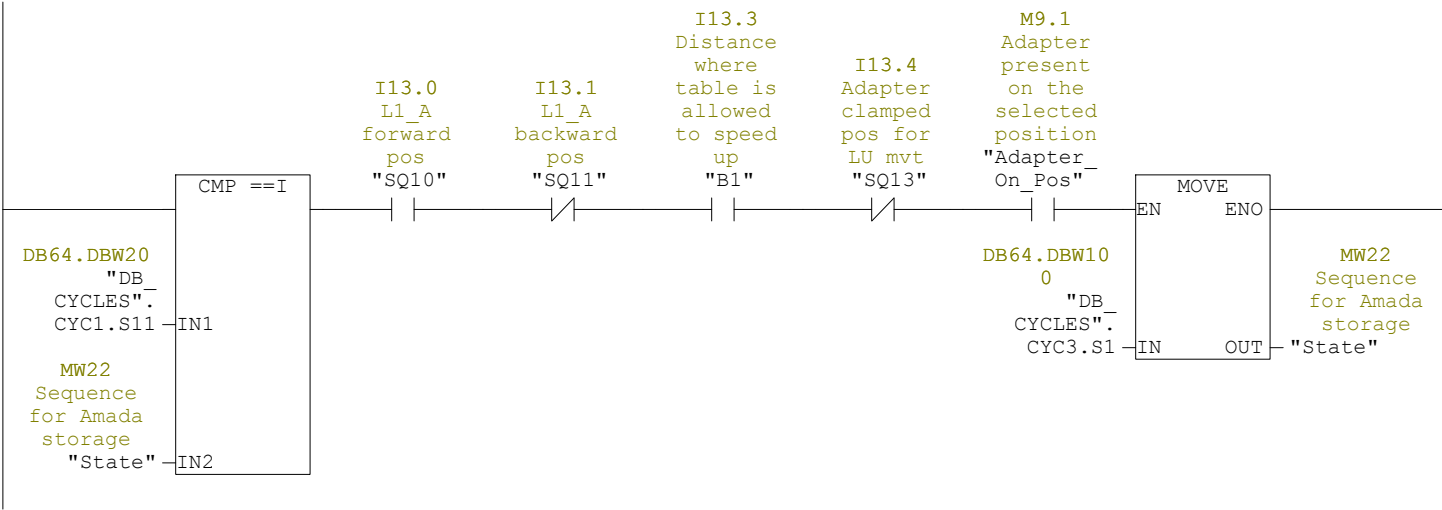 I13.0
L1_A
forward
pos
"SQ10"
I13.1
L1_A
backward
pos
"SQ11"
I13.3
Distance
where
table is
allowed
to speed
up
"B1"
I13.4
Adapter
clamped
pos for
LU mvt
"SQ13"
M9.1
Adapter
present
on the
selected
position
"Adapter_
On_Pos"
CMP ==I
DB64.DBW20
"DB_
CYCLES".
CYC1.S11
IN1
MW22
Sequence
for Amada
storage
"State"
IN2
MOVE
EN
ENO
DB64.DBW10
0
"DB_
CYCLES".
CYC3.S1
IN
OUT
MW22
Sequence
for Amada
storage
"State"